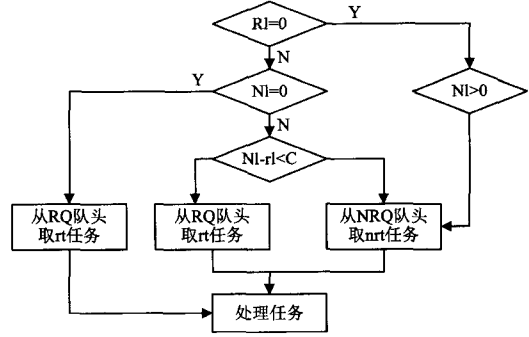 Rl=0
Y
N
Y
Nl=0
Nl>0
N
Nl-rl<C
从RQ队头
取rt任务
从RQ队头
取rt任务
从NRQ队头
取nrt任务
处理任务